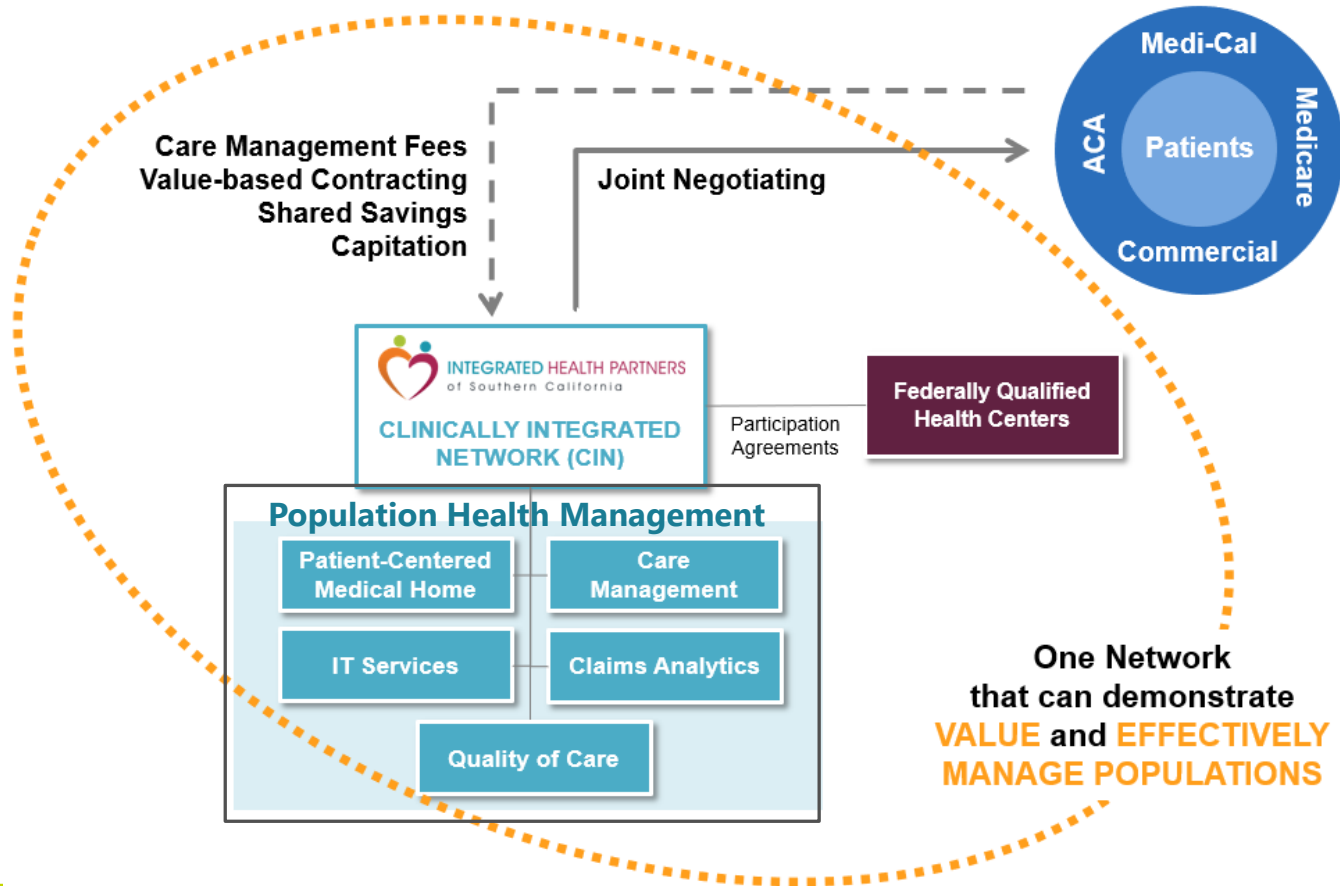 Medi-Cal
ACA
Patients
Medicare
Commercial
Care Management Fees
Value-based Contracting
Shared Savings
Capitation
Joint Negotiating
INTEGRATED HEALTH PARTNERS
of Southern California
CLINICALLY INTEGRATED
NETWORK (CIN)
Participation
Agreements
Federally Qualified
Health Centers
Population Health Management
Patient-Centered
Medical Home
Care
Management
IT Services
Claims Analytics
Quality of Care
One Network
that can demonstrate
VALUE and EFFECTIVELY
MANAGE POPULATIONS